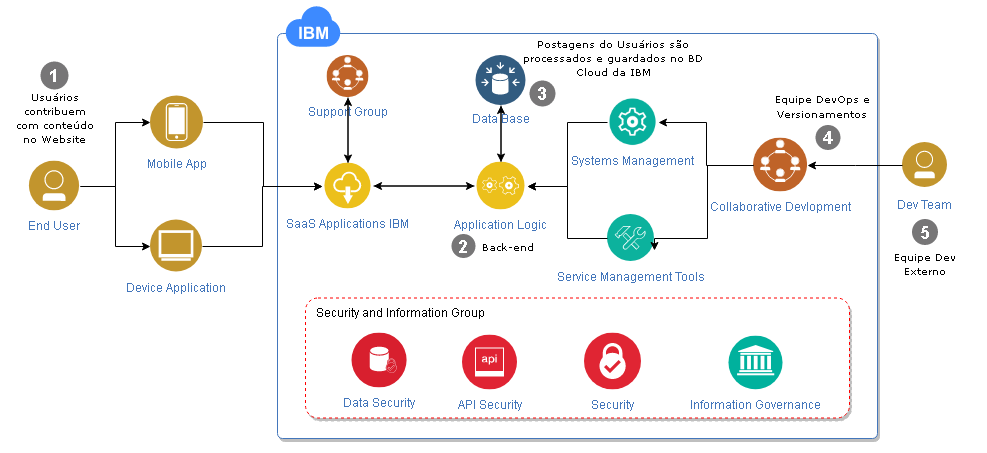 IBM
1
Usuários
contribuem
com conteúdo
no Website
Mobile App
End User
Device Application
Support Group
SaaS Applications IBM
Postagens do Usuários são
processados e guardados no BD
Cloud da IBM
3
Data Base
Application Logic
2
Back-end
Systems Management
Service Management Tools
Equipe DevOps e
Versionamentos
4
Collaborative Devlopment
Dev Team
5
Equipe Dev
Externo
Security and Information Group
Data Security
api
API Security
Security
Information Governance